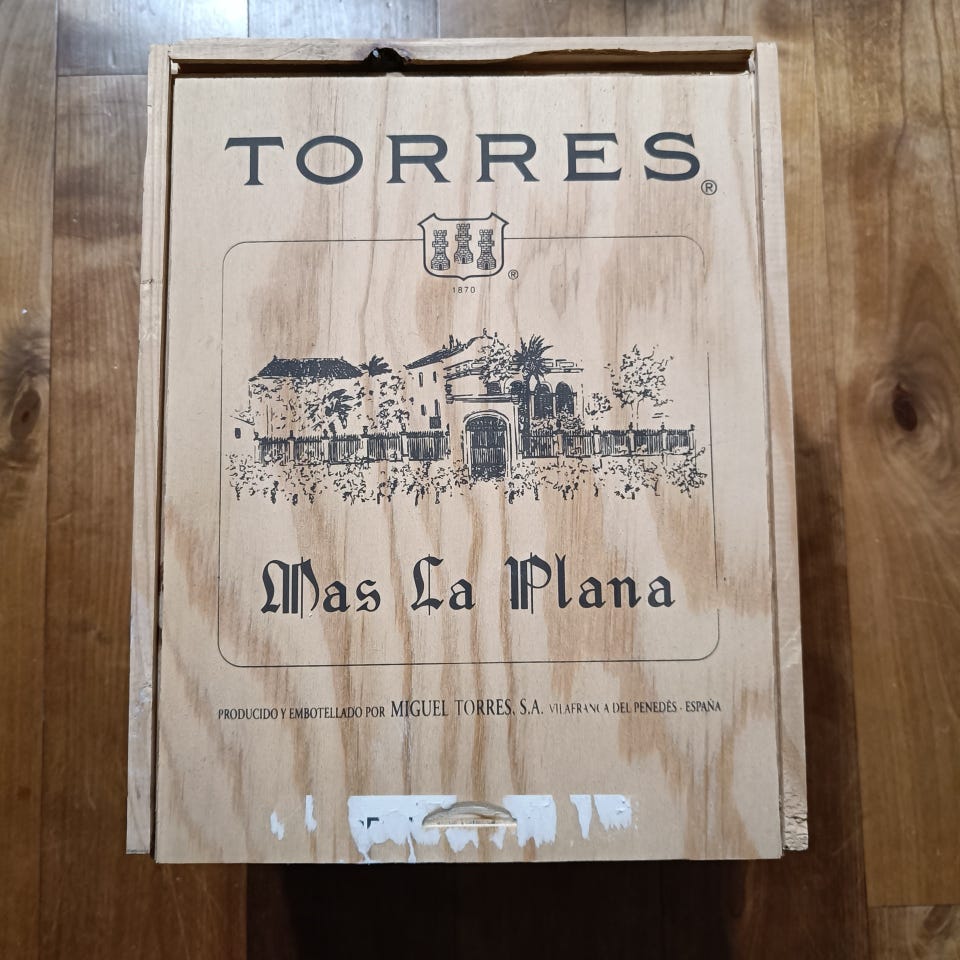 TORRES®
®
1870
Mas La Plana
PRODUCIDO Y EMBOTELLADO POR MIGUEL TORRES, S.A. VILAFRANCA DEL PENEDÈS - ESPAÑA